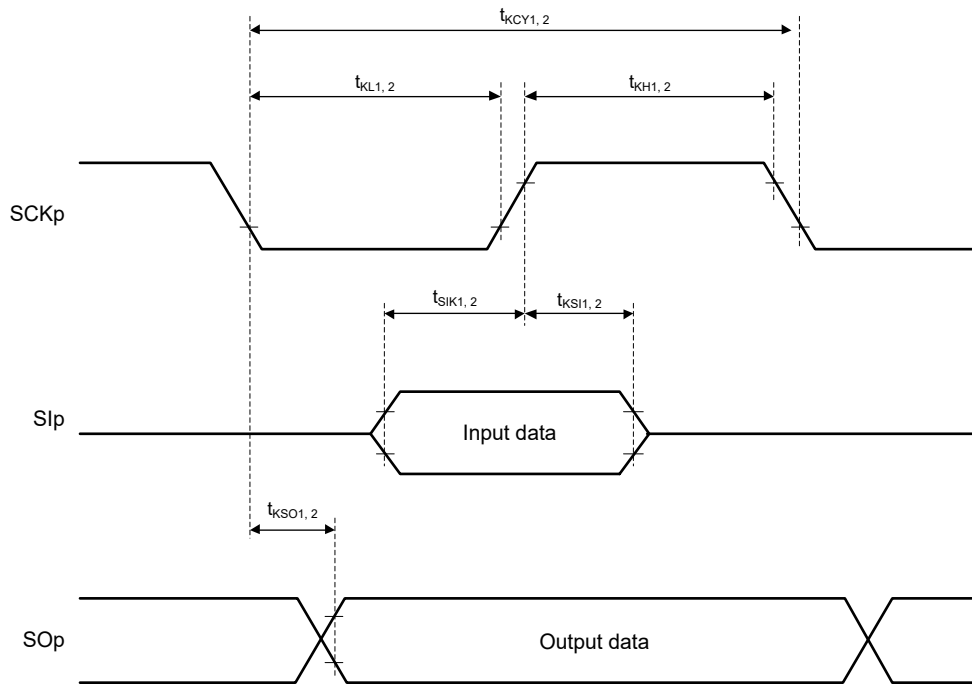 tKCY1, 2
tKL1, 2
tKH1, 2
SCKp
tSIK1, 2
tKSI1, 2
SIp
Input data
tKSO1, 2
SOp
Output data